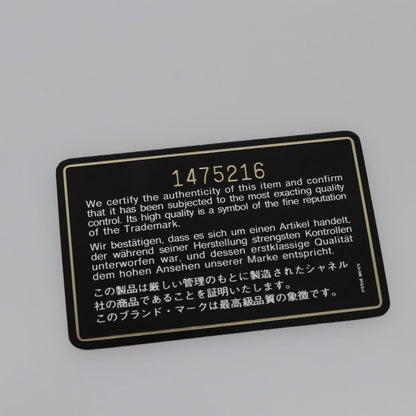 1475216
We certify the authenticity of this item and confirm
that it has been subjected to the most exacting quality
control. Its high quality is a symbol of the fine reputation
of the Trademark.
Wir bestätigen, dass es sich um einen Artikel handelt,
der während seiner Herstellung strengsten Kontrollen
unterworfen war, und dessen erstklassige Qualität
dem hohen Ansehen unserer Marke entspricht.
この製品は厳しい管理のもとに製造されたシャネル
社の商品であることを証明いたします。
このブランド・マークは最高級品質の象徴です。